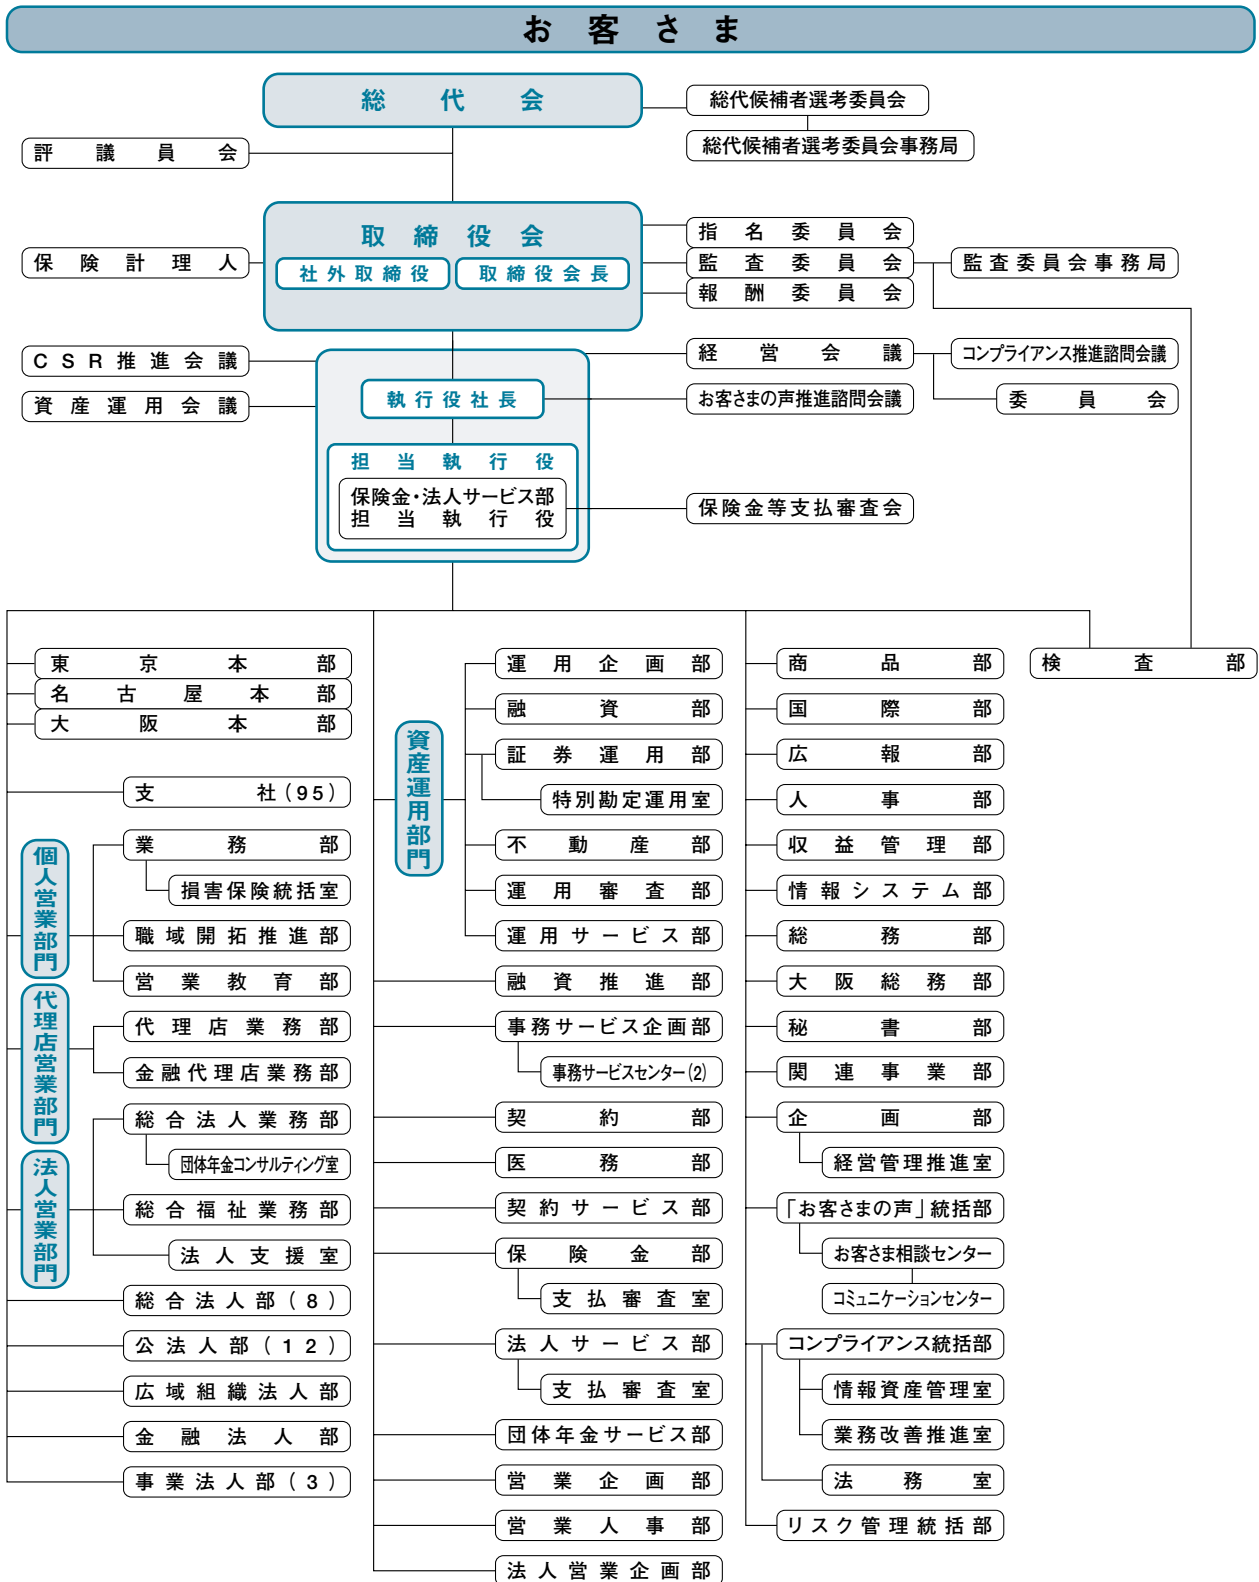 お客さま
総代会
総代候補者選考委員会
総代候補者選考委員会事務局
評議員会
取締役会
社外取締役
取締役会長
保険計理人
指名委員会
監査委員会
報酬委員会
監査委員会事務局
CSR推進会議
資産運用会議
執行役社長
経営会議
コンプライアンス推進諮問会議
委員会
お客さまの声推進諮問会議
担当執行役
保険金・法人サービス部
担当執行役
保険金等支払審査会
東京本部
名古屋本部
大阪本部
支社(95)
個人営業部門
業務部
損害保険統括室
職域開拓推進部
営業教育部
代理店営業部門
代理店業務部
金融代理店業務部
法人営業部門
総合法人業務部
団体年金コンサルティング室
総合福祉業務部
法人支援室
総合法人部(8)
公法人部(12)
広域組織法人部
金融法人部
事業法人部(3)
資産運用部門
運用企画部
融資部
証券運用部
特別勘定運用室
不動産部
運用審査部
運用サービス部
融資推進部
事務サービス企画部
事務サービスセンター(2)
契約部
医務部
契約サービス部
保険金部
支払審査室
法人サービス部
支払審査室
団体年金サービス部
営業企画部
営業人事部
法人営業企画部
商品部
国際部
広報部
人事部
収益管理部
情報システム部
総務部
大阪総務部
秘書部
関連事業部
企画部
経営管理推進室
「お客さまの声」統括部
お客さま相談センター
コミュニケーションセンター
コンプライアンス統括部
情報資産管理室
業務改善推進室
法務室
リスク管理統括部
検査部